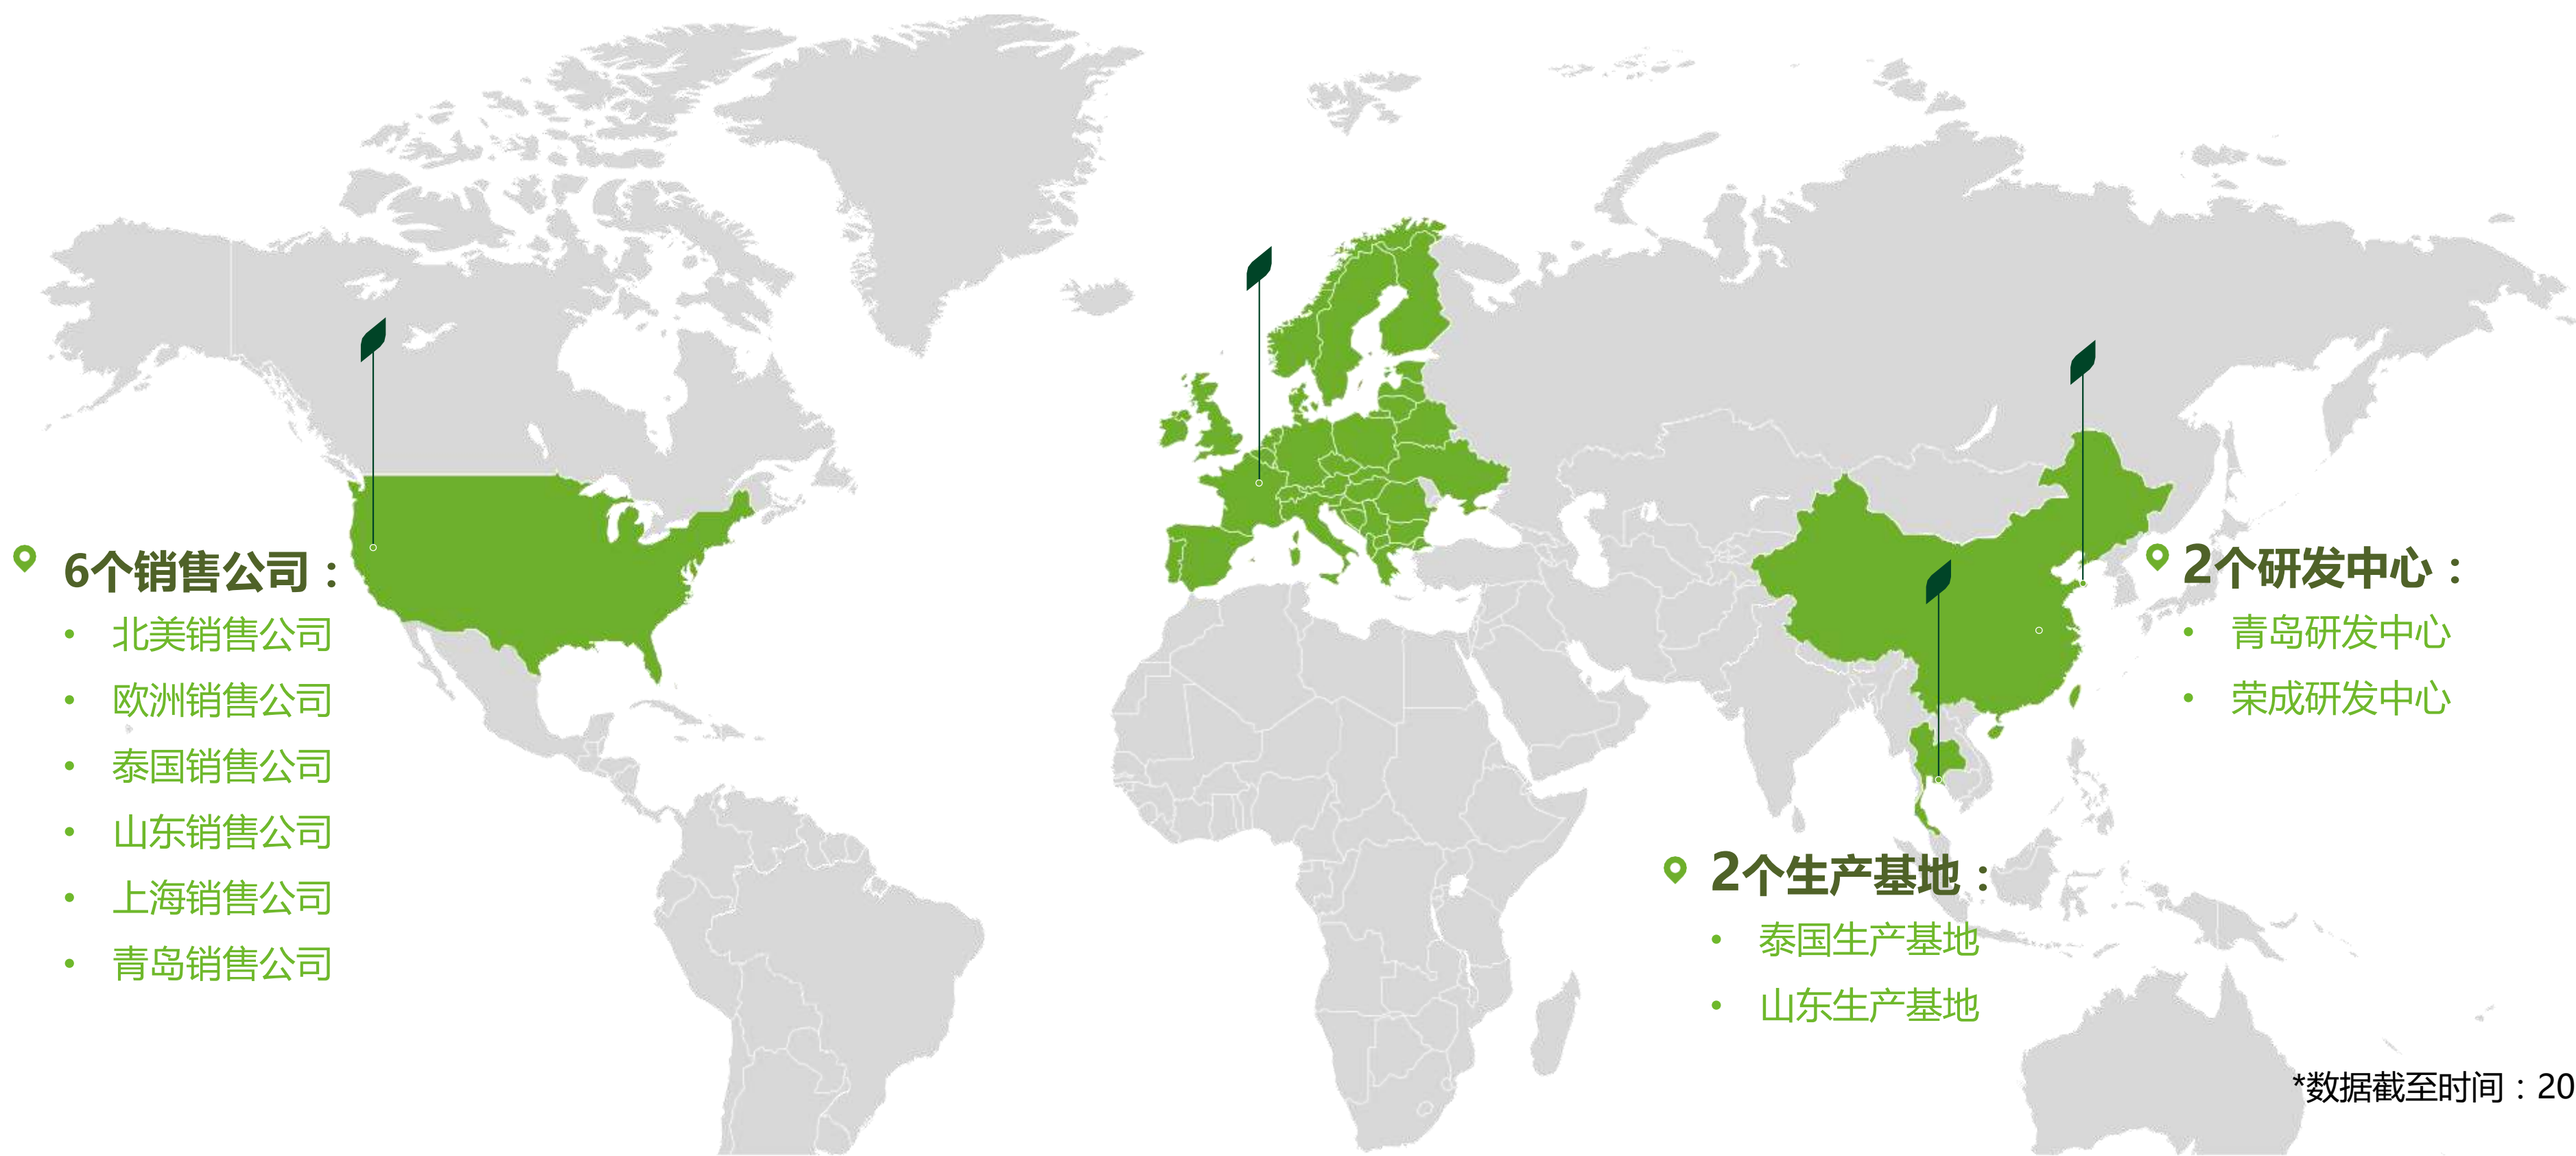 6个销售公司：
• 北美销售公司
• 欧洲销售公司
• 泰国销售公司
• 山东销售公司
• 上海销售公司
• 青岛销售公司
2个研发中心：
• 青岛研发中心
• 荣成研发中心
2个生产基地：
• 泰国生产基地
• 山东生产基地
*数据截至时间：20